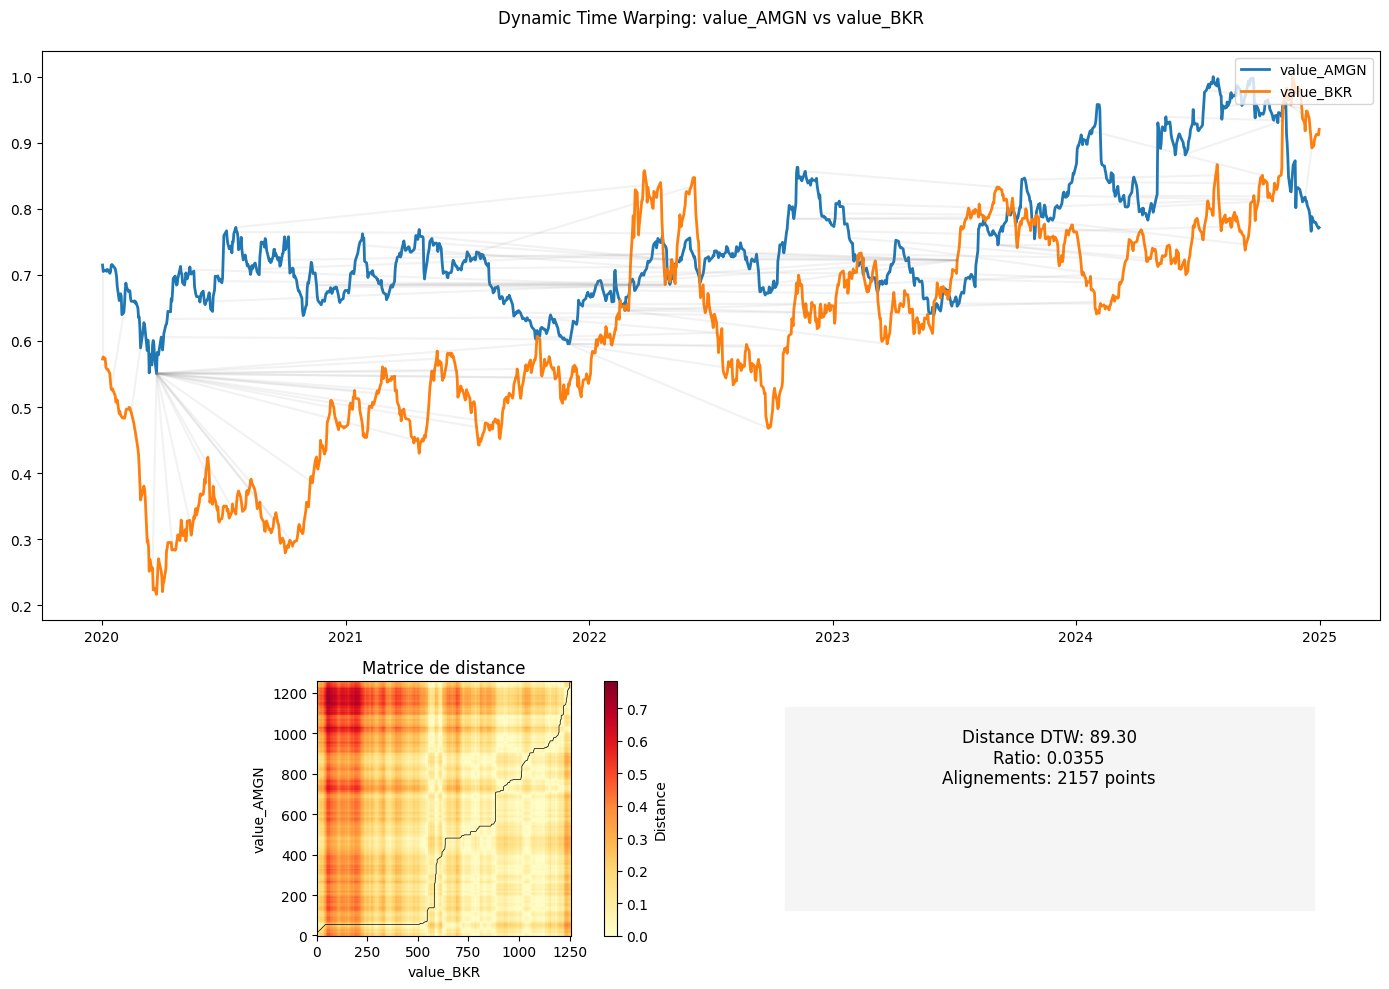 Dynamic Time Warping: value_AMGN vs value_BKR
value_AMGN
value_BKR
1.0
0.9
0.8
0.7
0.6
0.5
0.4
0.3
0.2
2020 2021 2022 2023 2024 2025
Matrice de distance
value_AMGN
1200
1000
800
600
400
200
0
0 250 500 750 1000 1250
value_BKR
0.7
0.6
0.5
0.4
0.3
0.2
0.1
0.0
Distance
Distance DTW: 89.30
Ratio: 0.0355
Alignements: 2157 points